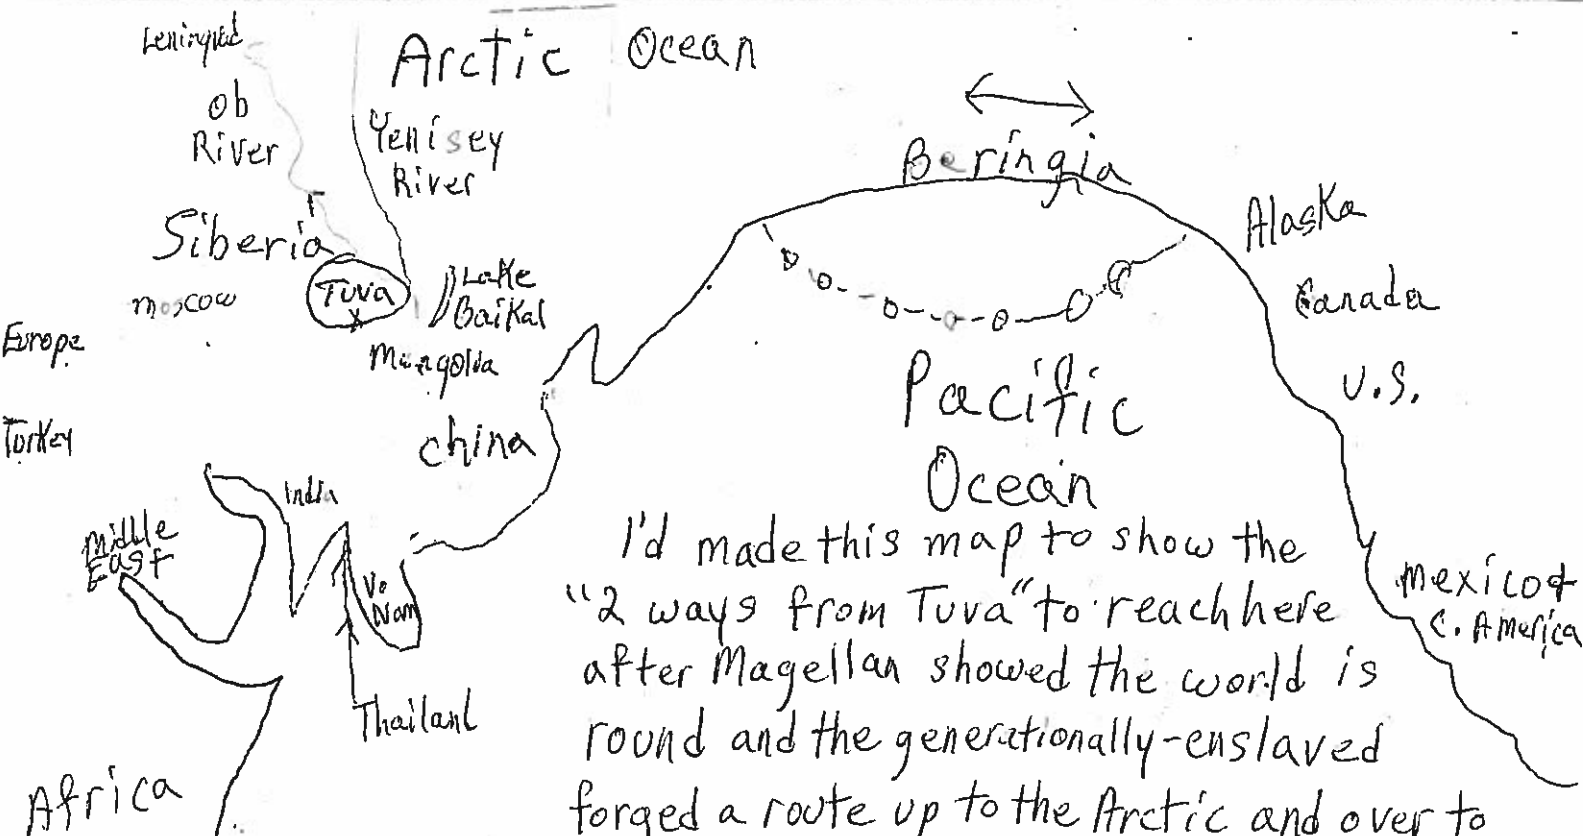 Leningrad
Arctic Ocean
Ob
River
Yenisey
River
Beringia
Alaska
Siberia
Tuva
X
Lake
Baikal
Moscow
Canada
Europe
Mongolia
U.S.
Pacific
Ocean
Turkey
China
India
Middle
East
Nam
I'd made this map to show the
"2 ways from Tuva" to reach here
after Magellan showed the world is
round and the generationally-enslaved
forged a route up to the Arctic and over to
Mexico &
C. America
Thailand
Africa